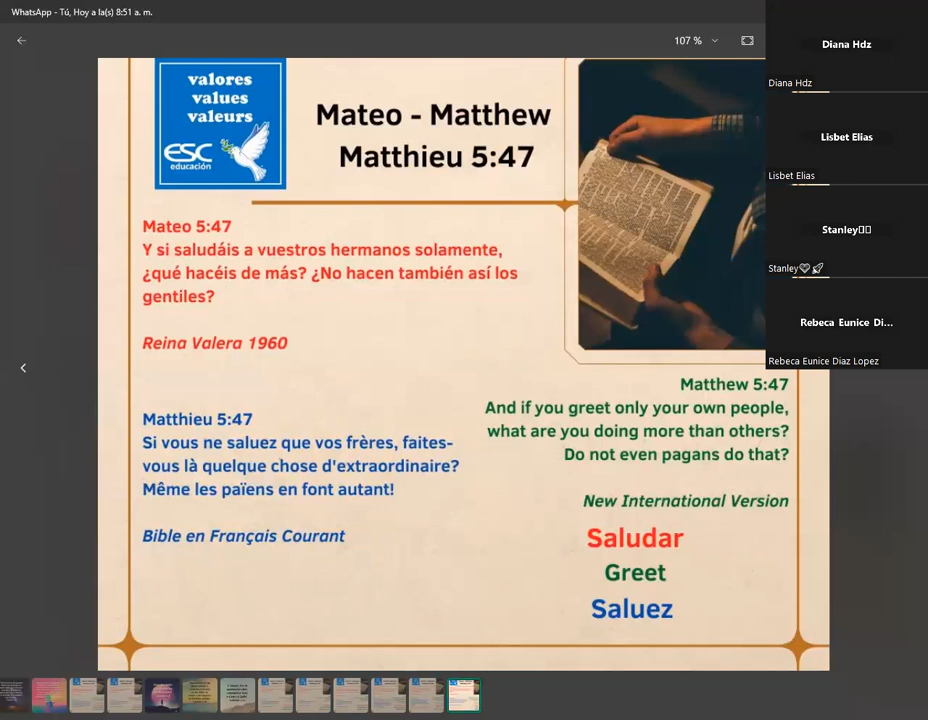 WhatsApp - Tú, Hoy a la(s) 8:51 a. m.
107 %
valores
values
valeurs
esc
educación
Mateo - Matthew
Matthieu 5:47
Mateo 5:47
Y si saludáis a vuestros hermanos solamente,
¿qué hacéis de más? ¿No hacen también así los
gentiles?
Reina Valera 1960
Matthieu 5:47
Si vous ne saluez que vos frères, faites-
vous là quelque chose d'extraordinaire?
Même les païens en font autant!
Bible en Français Courant
Matthew 5:47
And if you greet only your own people,
what are you doing more than others?
Do not even pagans do that?
New International Version
Saludar
Greet
Saluez
Diana Hdz
Diana Hdz
Lisbet Elias
Lisbet Elias
Stanley
Stanley
Rebeca Eunice Di...
Rebeca Eunice Diaz Lopez